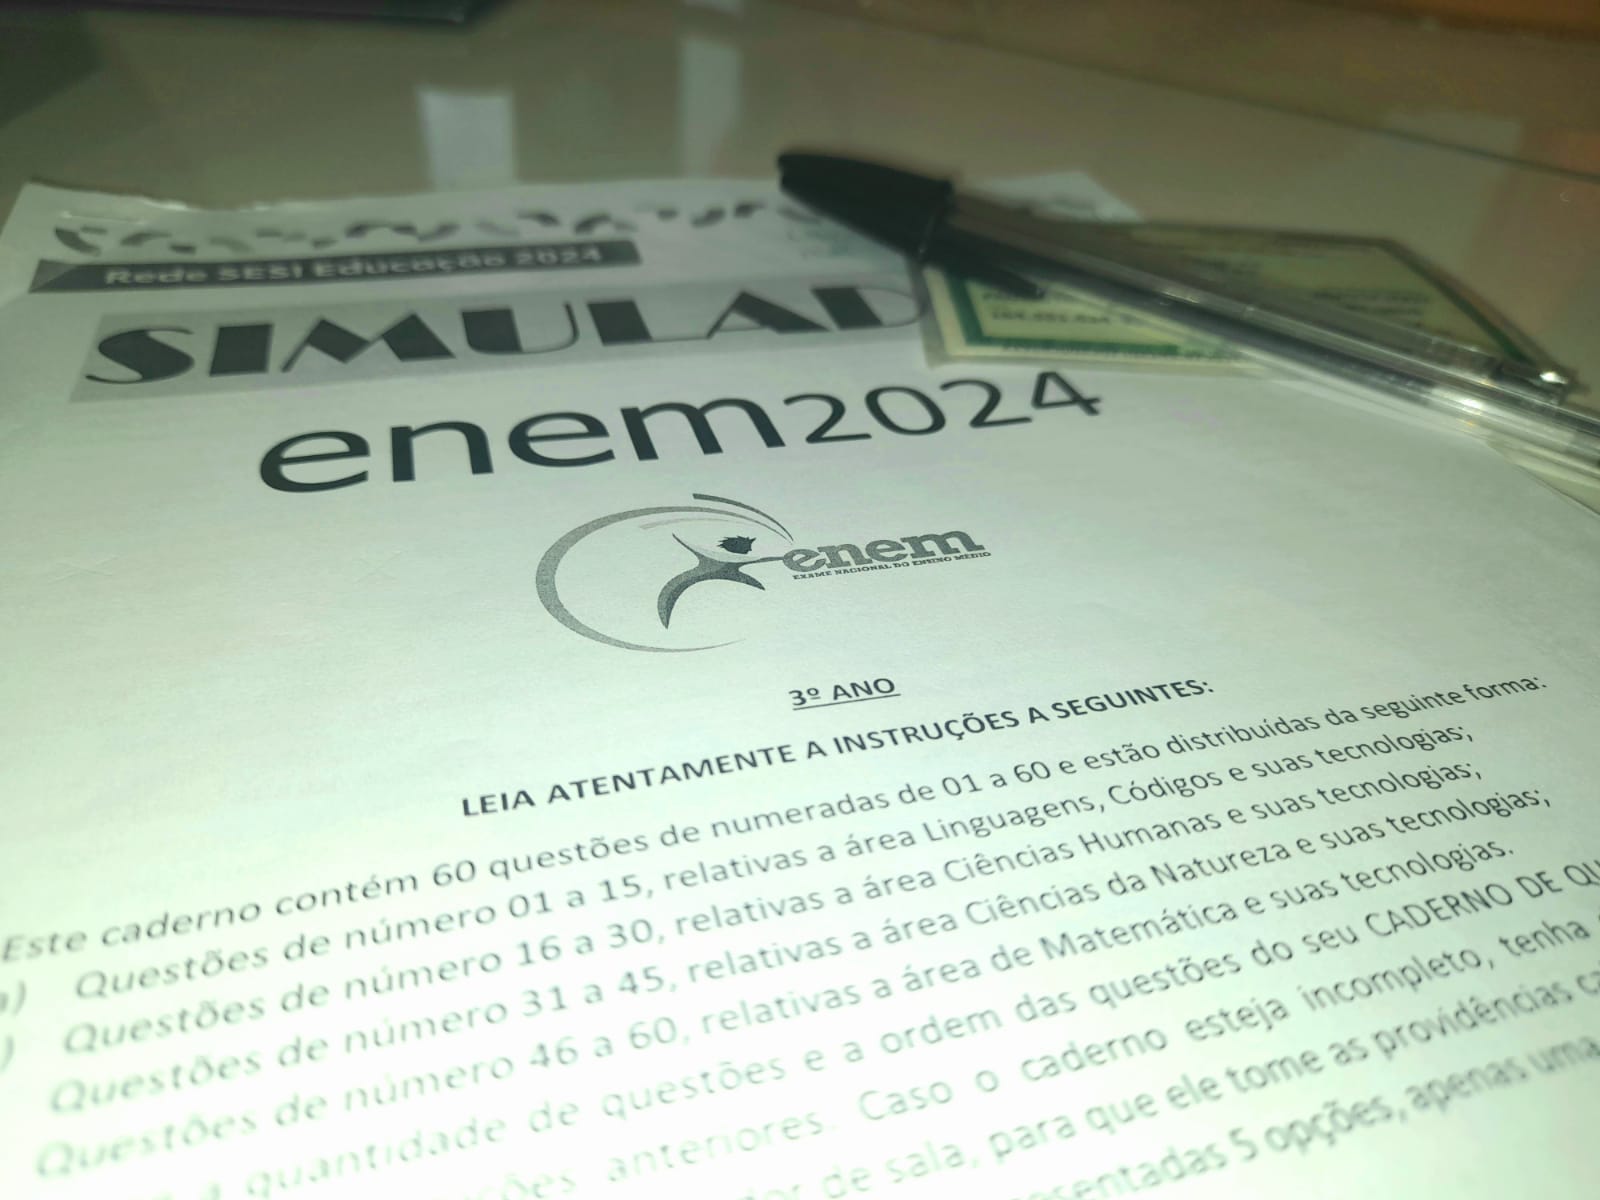 Rede SESI Educação 2024
SIMULAD
enem2024
enem
EXAME NACIONAL DO ENSINO MÉDIO
3º ANO
LEIA ATENTAMENTE A INSTRUÇÕES A SEGUINTES:
Este caderno contém 60 questões de numeradas de 01 a 60 e estão distribuídas da seguinte forma:
a) Questões de número 01 a 15, relativas a área Linguagens, Códigos e suas tecnologias;
) Questões de número 16 a 30, relativas a área Ciências Humanas e suas tecnologias;
Questões de número 31 a 45, relativas a área Ciências da Natureza e suas tecnologias;
Questões de número 46 a 60, relativas a área de Matemática e suas tecnologias.
a quantidade de questões e a ordem das questões do seu CADERNO DE QU
anteriores. Caso o caderno esteja incompleto, tenha
de sala, para que ele tome as providências ca
5 opções, apenas uma